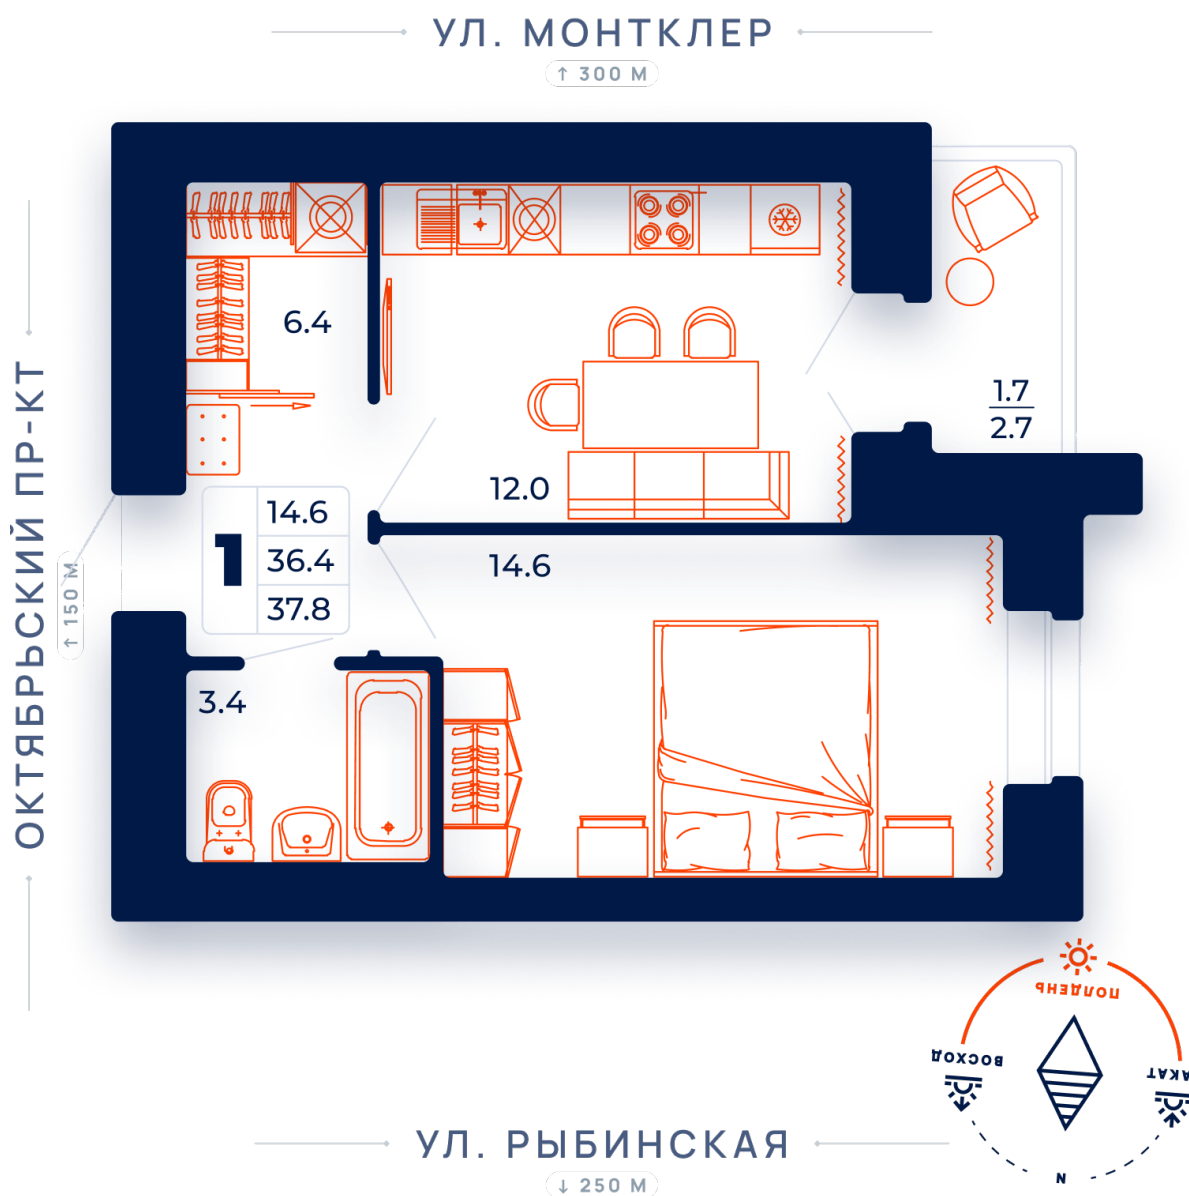 УЛ. МОНТКЛЕР
↑ 300 М
ОКТЯБРЬСКИЙ ПР-КТ
↑ 150 М
6.4
1.7
2.7
12.0
14.6
1
14.6
36.4
37.8
3.4
ПОЛДЕНЬ
ВОСХОД
АКАТ
N
УЛ. РЫБИНСКАЯ
↓ 250 М